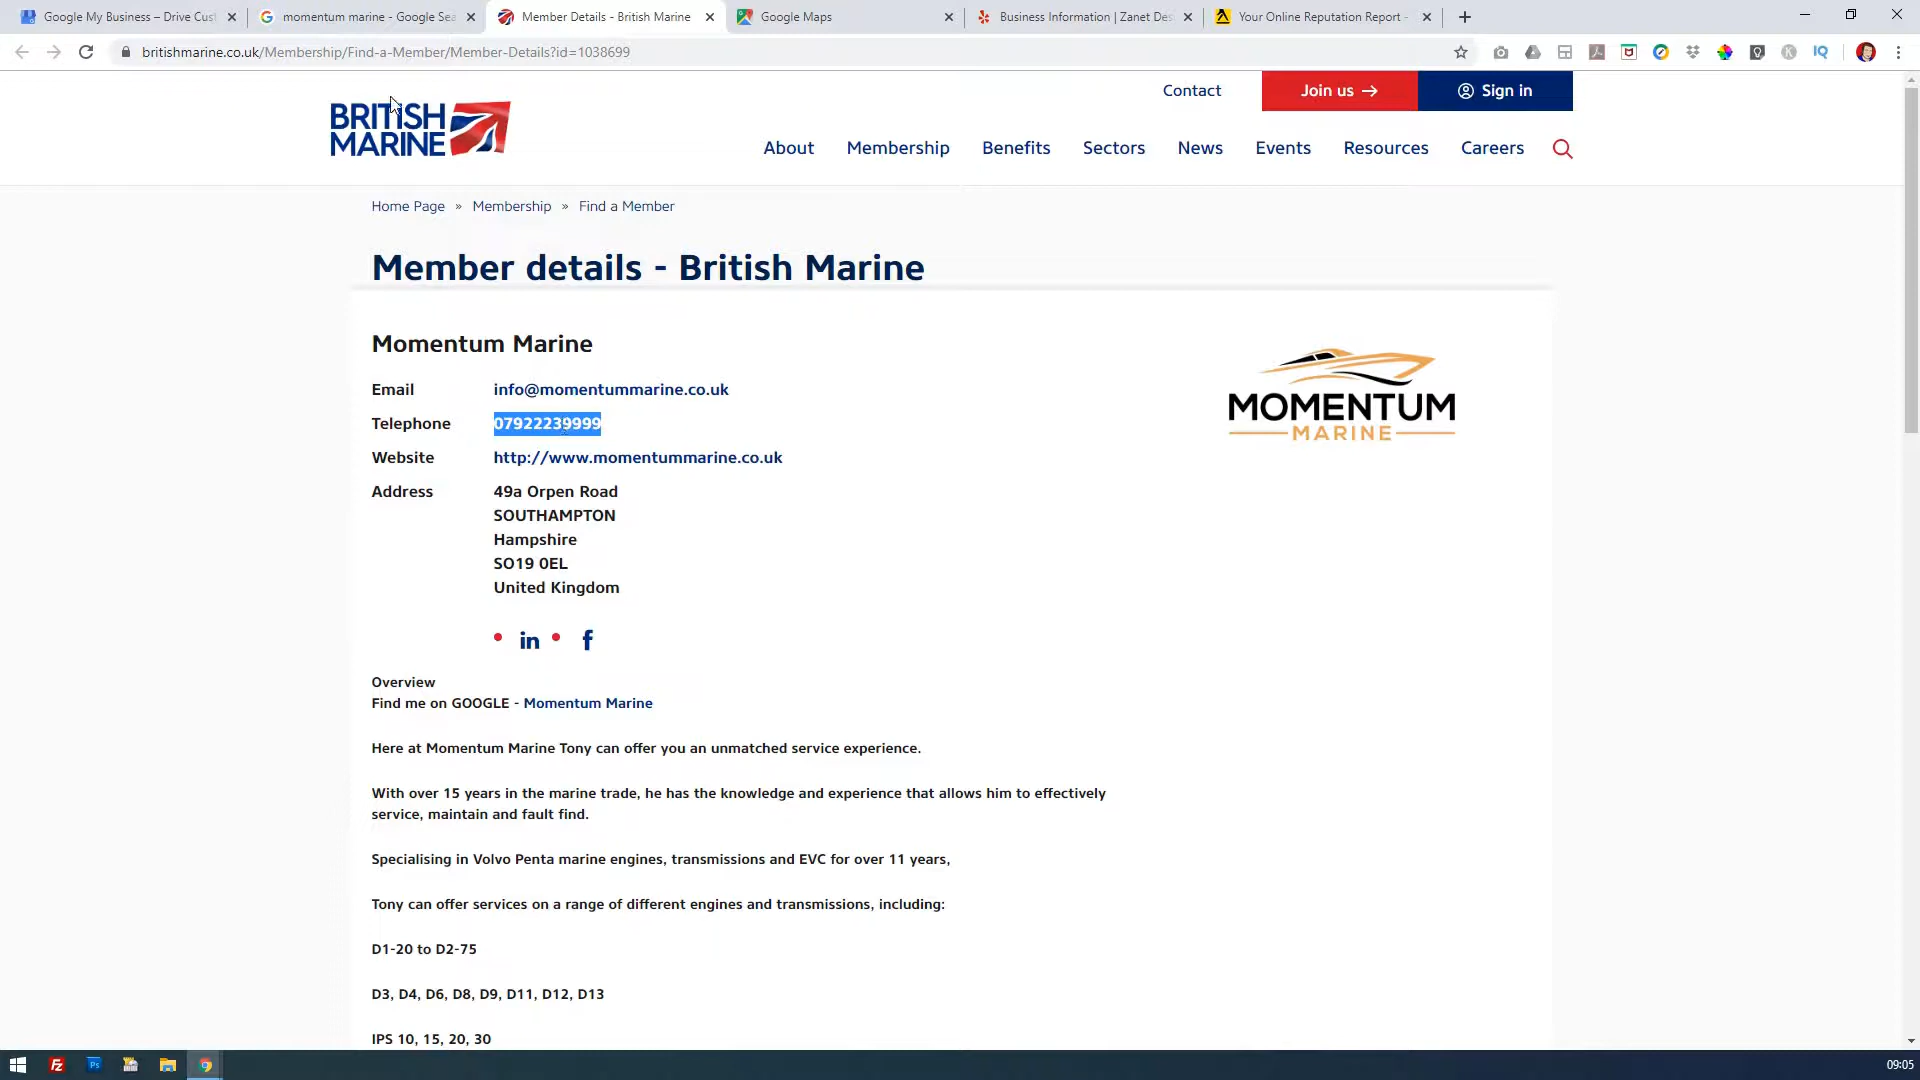 Google My Business – Drive Cust
momentum marine - Google Sea
Member Details - British Marine
Google Maps
Business Information | Zanet Des
Your Online Reputation Report -
britishmarine.co.uk/Membership/Find-a-Member/Member-Details?id=1038699
Contact
Join us →
Sign in
BRITISH
MARINE
About
Membership
Benefits
Sectors
News
Events
Resources
Careers
Home Page » Membership » Find a Member
Member details - British Marine
Momentum Marine
Email info@momentummarine.co.uk
Telephone 07922239999
Website http://www.momentummarine.co.uk
Address 49a Orpen Road
SOUTHAMPTON
Hampshire
SO19 0EL
United Kingdom
MOMENTUM
MARINE
in f
Overview
Find me on GOOGLE - Momentum Marine
Here at Momentum Marine Tony can offer you an unmatched service experience.
With over 15 years in the marine trade, he has the knowledge and experience that allows him to effectively
service, maintain and fault find.
Specialising in Volvo Penta marine engines, transmissions and EVC for over 11 years,
Tony can offer services on a range of different engines and transmissions, including:
D1-20 to D2-75
D3, D4, D6, D8, D9, D11, D12, D13
IPS 10, 15, 20, 30
Fz
Ps
09:05